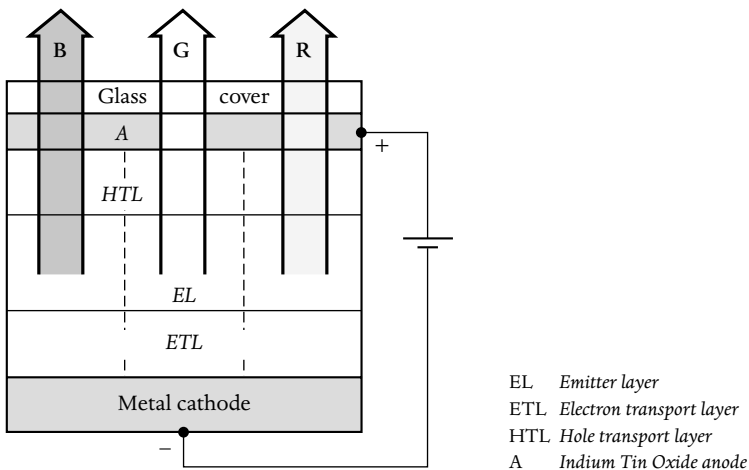 B G R
Glass cover
A
+
HTL
EL
ETL
Metal cathode
−
EL Emitter layer
ETL Electron transport layer
HTL Hole transport layer
A Indium Tin Oxide anode